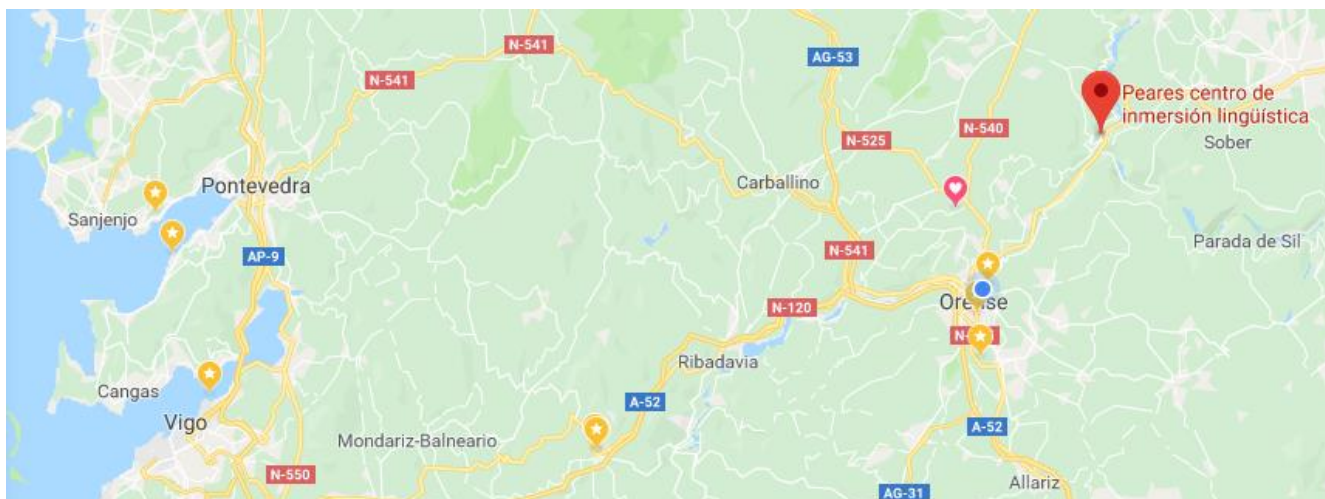 N-541
N-541
AG-53
Peares centro de
inmersión lingüística
N-525
N-540
Sober
Pontevedra
Carballino
Sanjenjo
Parada de Sil
AP-9
N-541
Orense
N-120
Ribadavia
Cangas
A-52
Vigo
Mondariz-Balneario
A-52
N-550
Allariz
AG-31